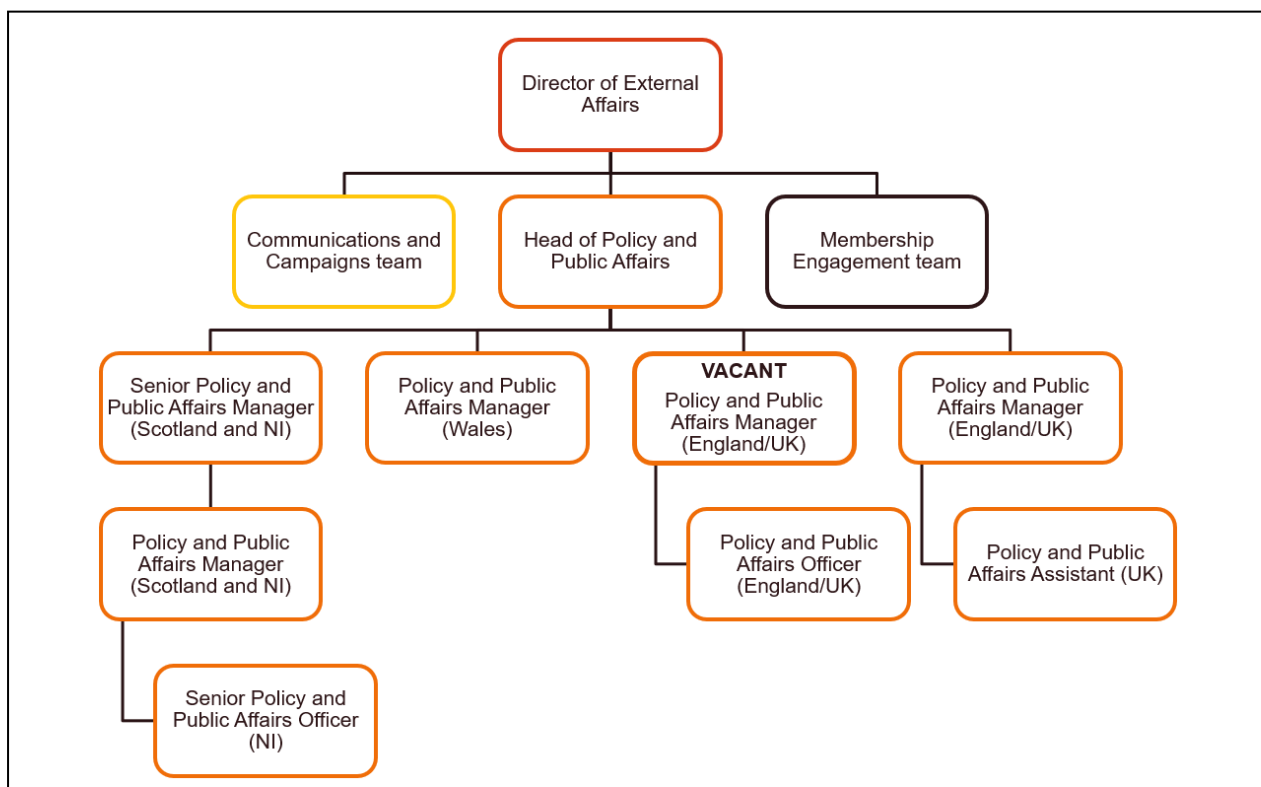 Director of External
Affairs
Communications and
Campaigns team
Head of Policy and
Public Affairs
Membership
Engagement team
Senior Policy and
Public Affairs Manager
(Scotland and NI)
Policy and Public
Affairs Manager
(Wales)
VACANT
Policy and Public
Affairs Manager
(England/UK)
Policy and Public
Affairs Manager
(England/UK)
Policy and Public
Affairs Manager
(Scotland and NI)
Policy and Public
Affairs Officer
(England/UK)
Policy and Public
Affairs Assistant (UK)
Senior Policy and
Public Affairs Officer
(NI)